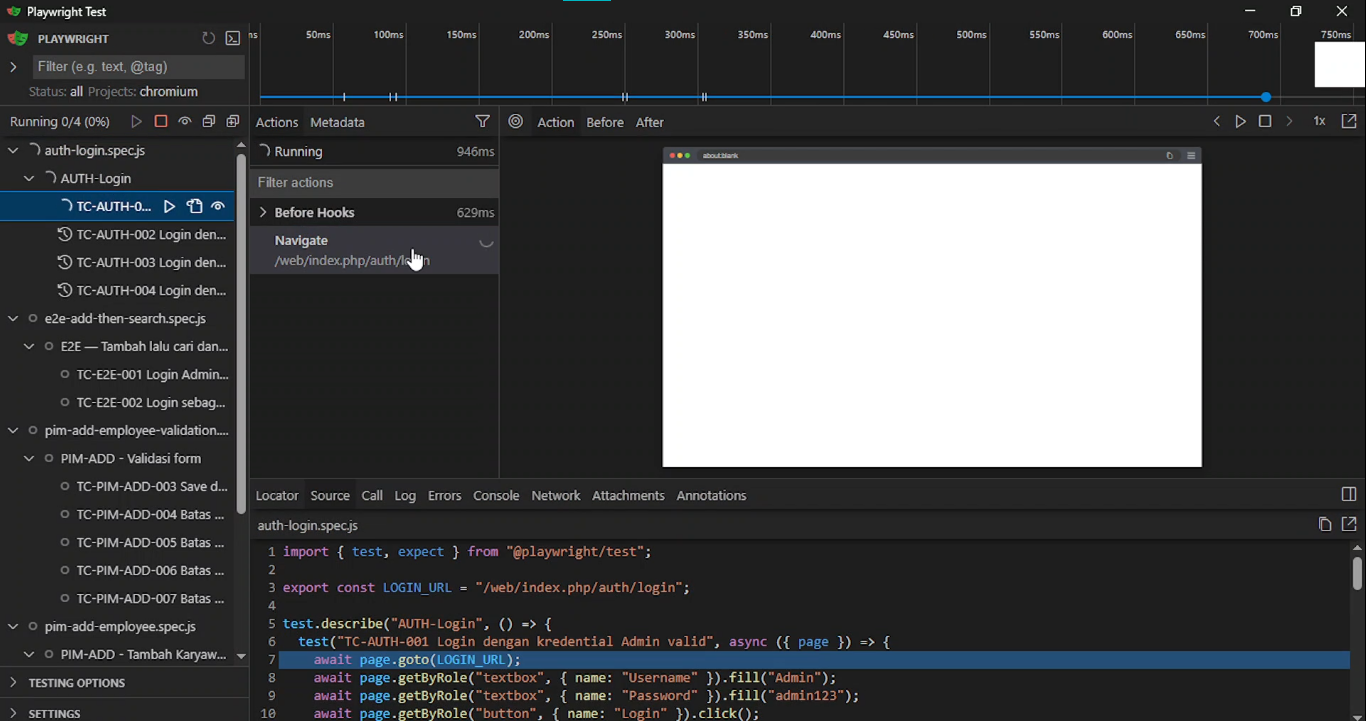 Playwright Test
PLAYWRIGHT
Filter (e.g. text, @tag)
Status: all Projects: chromium
Running 0/4 (0%)
auth-login.spec.js
AUTH-Login
TC-AUTH-0...
TC-AUTH-002 Login den...
TC-AUTH-003 Login den...
TC-AUTH-004 Login den...
e2e-add-then-search.spec.js
E2E — Tambah lalu cari dan...
TC-E2E-001 Login Admin...
TC-E2E-002 Login sebag...
pim-add-employee-validation....
PIM-ADD - Validasi form
TC-PIM-ADD-003 Save d...
TC-PIM-ADD-004 Batas ...
TC-PIM-ADD-005 Batas ...
TC-PIM-ADD-006 Batas ...
TC-PIM-ADD-007 Batas ...
pim-add-employee.spec.js
PIM-ADD - Tambah Karyaw...
TESTING OPTIONS
SETTINGS
50ms 100ms 150ms 200ms 250ms 300ms 350ms 400ms 450ms 500ms 550ms 600ms 650ms 700ms 750ms
Actions Metadata
Running 946ms
Filter actions
Before Hooks 629ms
Navigate
/web/index.php/auth/login
Action Before After
1x
about:blank
Locator Source Call Log Errors Console Network Attachments Annotations
auth-login.spec.js
1 import { test, expect } from "@playwright/test";
2
3 export const LOGIN_URL = "/web/index.php/auth/login";
4
5 test.describe("AUTH-Login", () => {
6 test("TC-AUTH-001 Login dengan kredential Admin valid", async ({ page }) => {
7 await page.goto(LOGIN_URL);
8 await page.getByRole("textbox", { name: "Username" }).fill("Admin");
9 await page.getByRole("textbox", { name: "Password" }).fill("admin123");
10 await page.getByRole("button", { name: "Login" }).click();